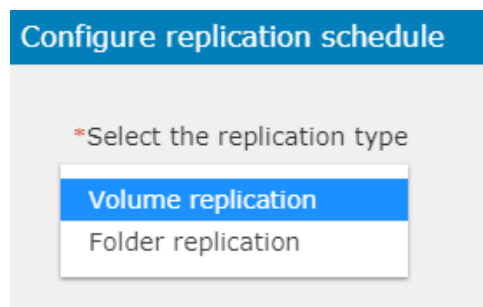 Configure replication schedule
*Select the replication type
Volume replication
Folder replication